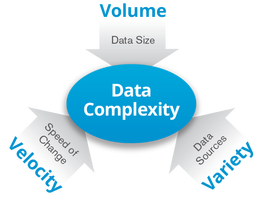 Volume
Data Size
Data
Complexity
Speed of
Change
Velocity
Data
Sources
Variety